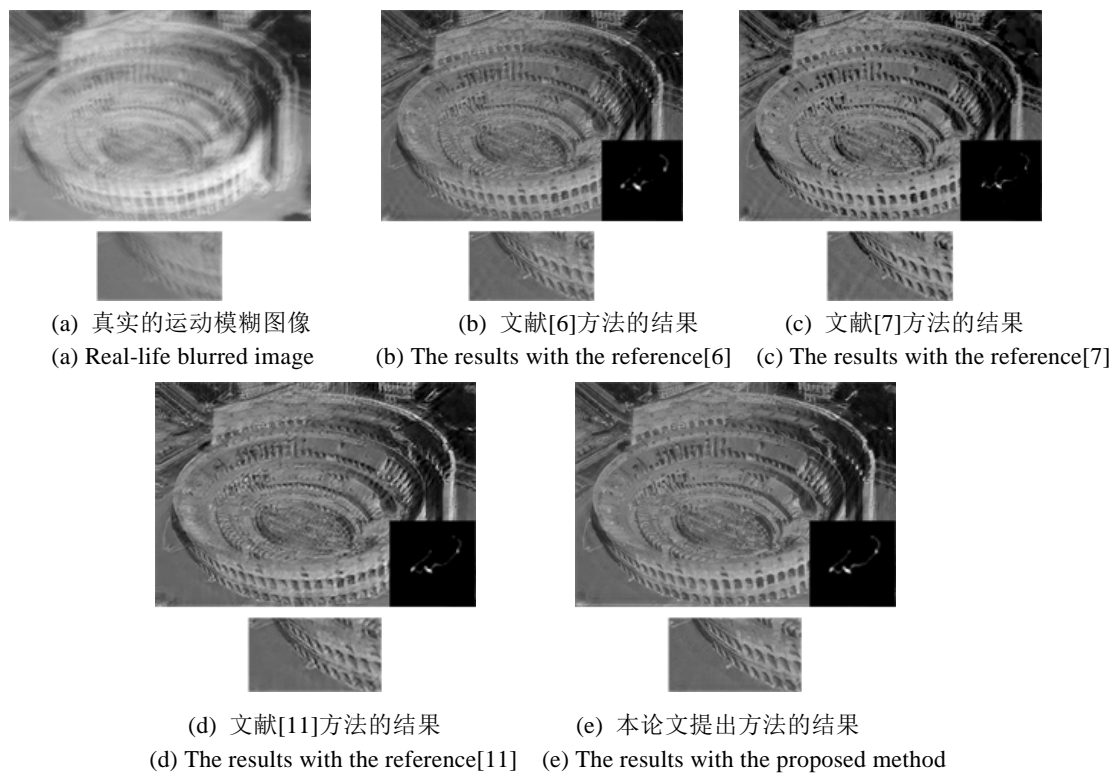 (a) 真实的运动模糊图像
(b) 文献[6]方法的结果
(c) 文献[7]方法的结果
(a) Real-life blurred image
(b) The results with the reference[6]
(c) The results with the reference[7]
(d) 文献[11]方法的结果
(e) 本论文提出方法的结果
(d) The results with the reference[11]
(e) The results with the proposed method